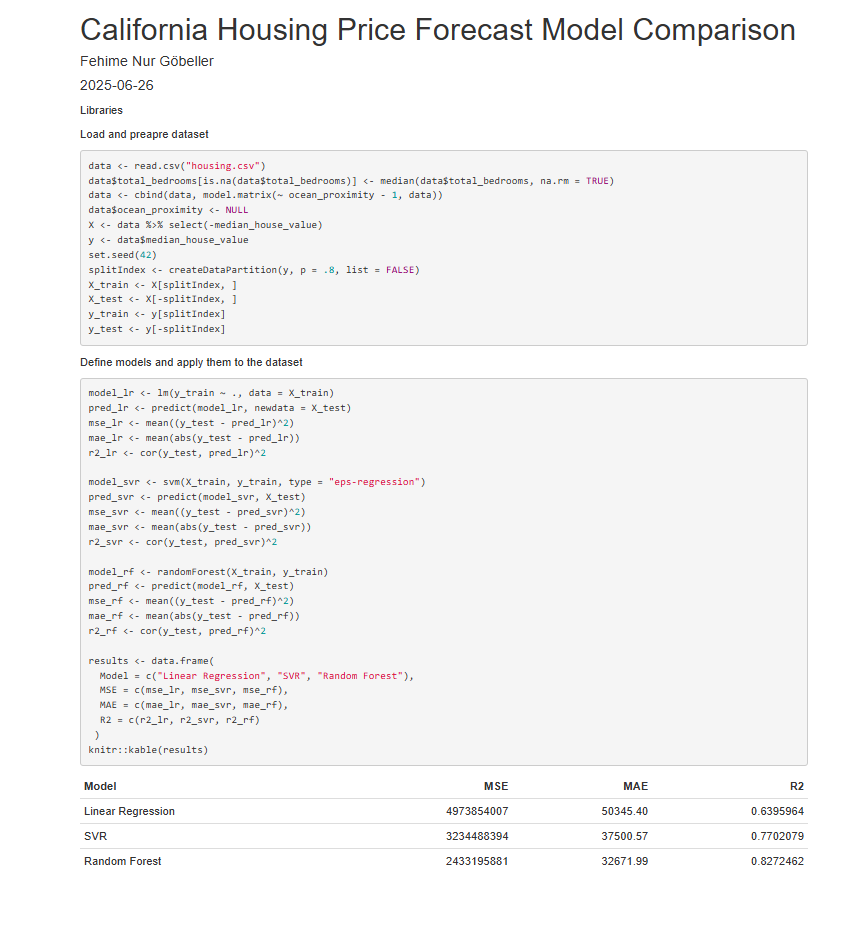 California Housing Price Forecast Model Comparison
Fehime Nur Göbeller
2025-06-26
Libraries
Load and preapre dataset
data <- read.csv("housing.csv")
data$total_bedrooms[is.na(data$total_bedrooms)] <- median(data$total_bedrooms, na.rm = TRUE)
data <- cbind(data, model.matrix(~ ocean_proximity - 1, data))
data$ocean_proximity <- NULL
X <- data %>% select(-median_house_value)
y <- data$median_house_value
set.seed(42)
splitIndex <- createDataPartition(y, p = .8, list = FALSE)
X_train <- X[splitIndex, ]
X_test <- X[-splitIndex, ]
y_train <- y[splitIndex]
y_test <- y[-splitIndex]
Define models and apply them to the dataset
model_lr <- lm(y_train ~ ., data = X_train)
pred_lr <- predict(model_lr, newdata = X_test)
mse_lr <- mean((y_test - pred_lr)^2)
mae_lr <- mean(abs(y_test - pred_lr))
r2_lr <- cor(y_test, pred_lr)^2
model_svr <- svm(X_train, y_train, type = "eps-regression")
pred_svr <- predict(model_svr, X_test)
mse_svr <- mean((y_test - pred_svr)^2)
mae_svr <- mean(abs(y_test - pred_svr))
r2_svr <- cor(y_test, pred_svr)^2
model_rf <- randomForest(X_train, y_train)
pred_rf <- predict(model_rf, X_test)
mse_rf <- mean((y_test - pred_rf)^2)
mae_rf <- mean(abs(y_test - pred_rf))
r2_rf <- cor(y_test, pred_rf)^2
results <- data.frame(
Model = c("Linear Regression", "SVR", "Random Forest"),
MSE = c(mse_lr, mse_svr, mse_rf),
MAE = c(mae_lr, mae_svr, mae_rf),
R2 = c(r2_lr, r2_svr, r2_rf)
)
knitr::kable(results)
Model MSE MAE R2
Linear Regression 4973854007 50345.40 0.6395964
SVR 3234488394 37500.57 0.7702079
Random Forest 2433195881 32671.99 0.8272462